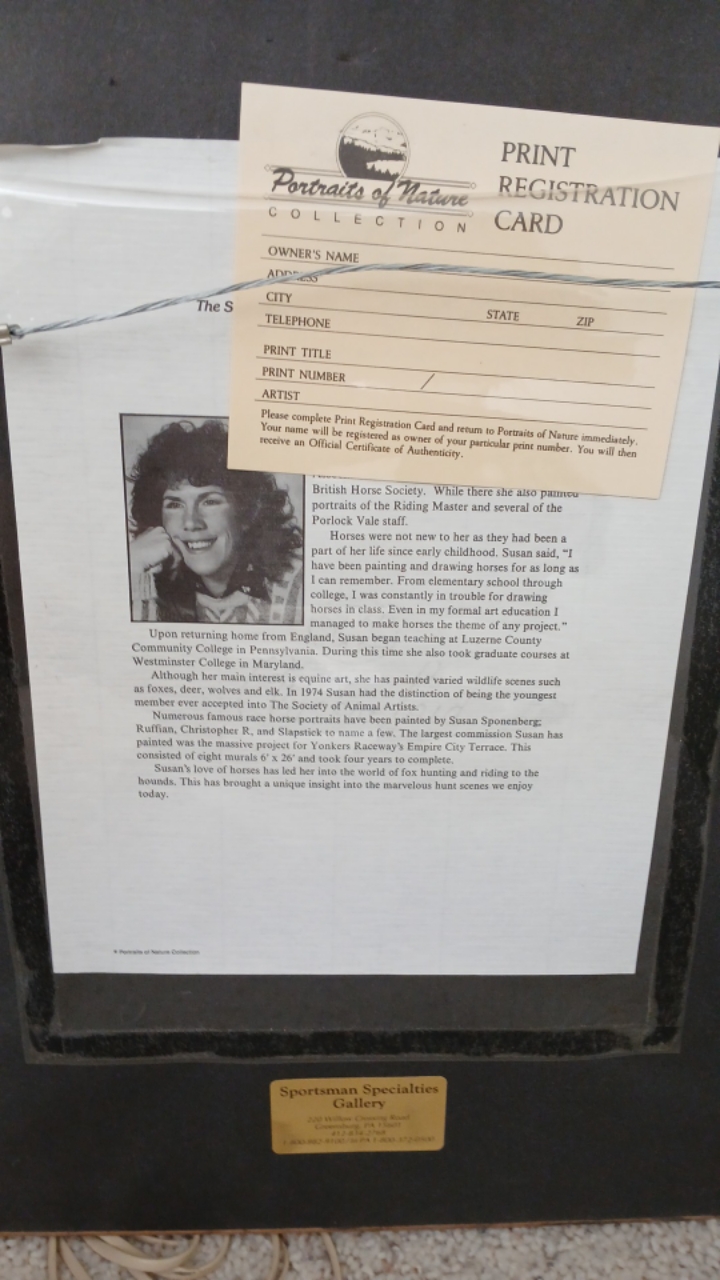 Portraits of Nature
COLLECTION
PRINT
REGISTRATION
CARD
OWNER'S NAME
ADDRESS
CITY STATE ZIP
TELEPHONE
PRINT TITLE
PRINT NUMBER /
ARTIST
Please complete Print Registration Card and return to Portraits of Nature immediately.
Your name will be registered as owner of your particular print number. You will then
receive an Official Certificate of Authenticity.
The S
British Horse Society. While there she also painted
portraits of the Riding Master and several of the
Porlock Vale staff.
Horses were not new to her as they had been a
part of her life since early childhood. Susan said, "I
have been painting and drawing horses for as long as
I can remember. From elementary school through
college, I was constantly in trouble for drawing
horses in class. Even in my formal art education I
managed to make horses the theme of any project."
Upon returning home from England, Susan began teaching at Luzerne County
Community College in Pennsylvania. During this time she also took graduate courses at
Westminster College in Maryland.
Although her main interest is equine art, she has painted varied wildlife scenes such
as foxes, deer, wolves and elk. In 1974 Susan had the distinction of being the youngest
member ever accepted into The Society of Animal Artists.
Numerous famous race horse portraits have been painted by Susan Sponenberg;
Ruffian, Christopher R, and Slapstick to name a few. The largest commission Susan has
painted was the massive project for Yonkers Raceway's Empire City Terrace. This
consisted of eight murals 6' x 26' and took four years to complete.
Susan's love of horses has led her into the world of fox hunting and riding to the
hounds. This has brought a unique insight into the marvelous hunt scenes we enjoy
today.
Portraits of Nature Collection
Sportsman Specialties
Gallery
Road
Greensburg, PA 15601